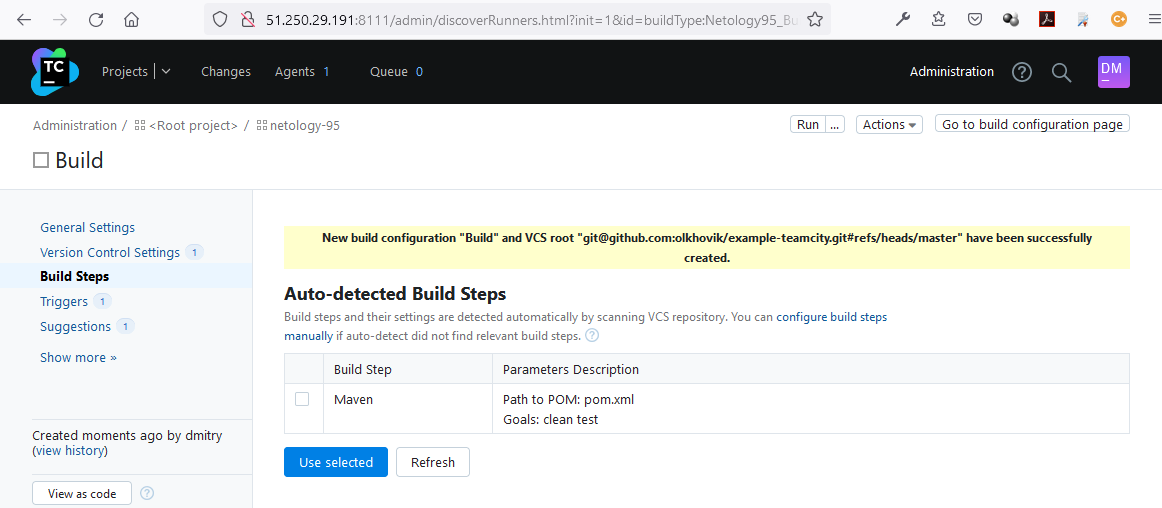 51.250.29.191:8111/admin/discoverRunners.html?init=1&id=buildType:Netology95_Bu
TC
Projects
Changes
Agents 1
Queue 0
Administration
DM
Administration / <Root project> / netology-95
Run ...
Actions
Go to build configuration page
Build
General Settings
Version Control Settings 1
Build Steps
Triggers 1
Suggestions 1
Show more »
Created moments ago by dmitry
(view history)
View as code ?
New build configuration "Build" and VCS root "git@github.com:olkhovik/example-teamcity.git#refs/heads/master" have been successfully
created.
Auto-detected Build Steps
Build steps and their settings are detected automatically by scanning VCS repository. You can configure build steps
manually if auto-detect did not find relevant build steps. ?
Build Step Parameters Description
Maven Path to POM: pom.xml
Goals: clean test
Use selected Refresh